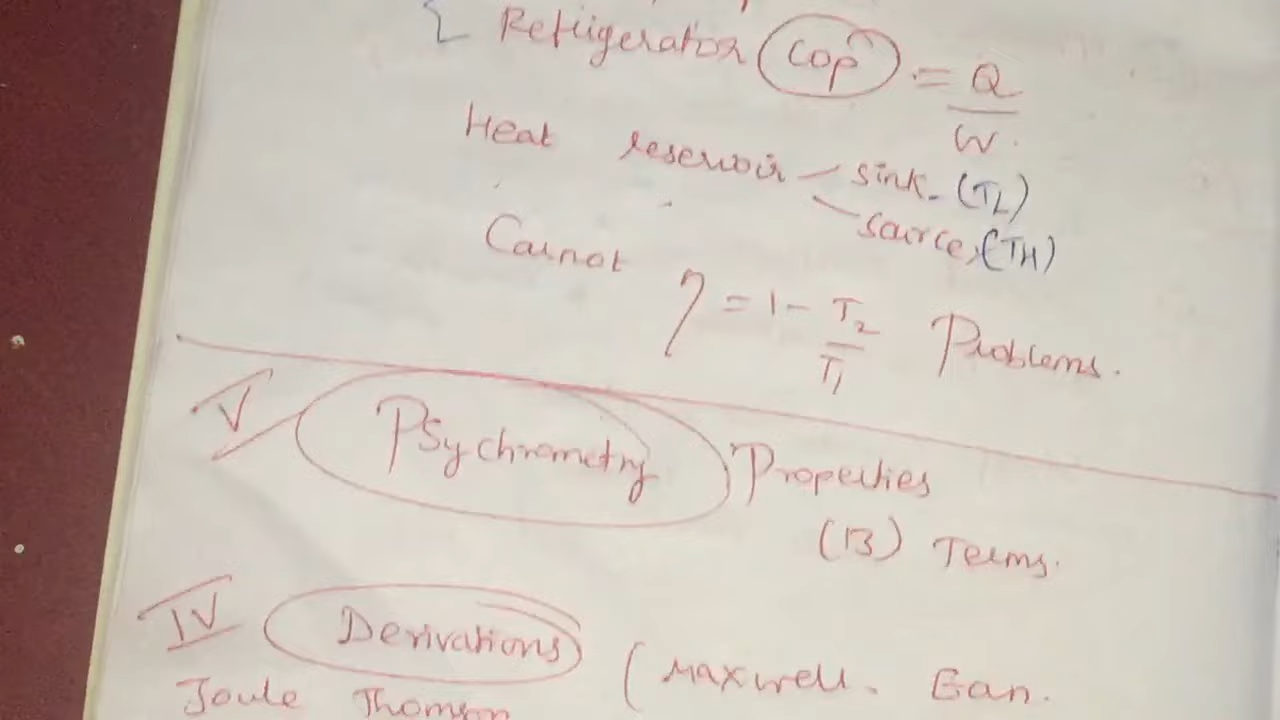 Refrigerator COP = Q
W.
Heat reservoir sink. (TL)
source, (TH)
Carnot η = 1 - T2 Problems.
T1
V Psychrometry Properties
(13) Terms.
IV Derivations (Maxwell. Eqn.
Joule Thomson